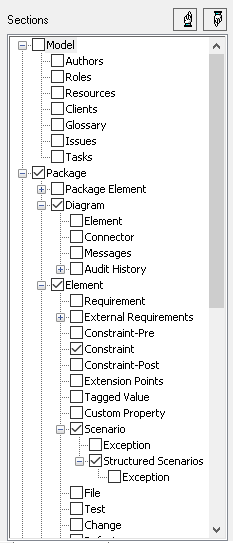 Sections
Model
Authors
Roles
Resources
Clients
Glossary
Issues
Tasks
Package
Package Element
Diagram
Element
Connector
Messages
Audit History
Element
Requirement
External Requirements
Constraint-Pre
Constraint
Constraint-Post
Extension Points
Tagged Value
Custom Property
Scenario
Exception
Structured Scenarios
Exception
File
Test
Change